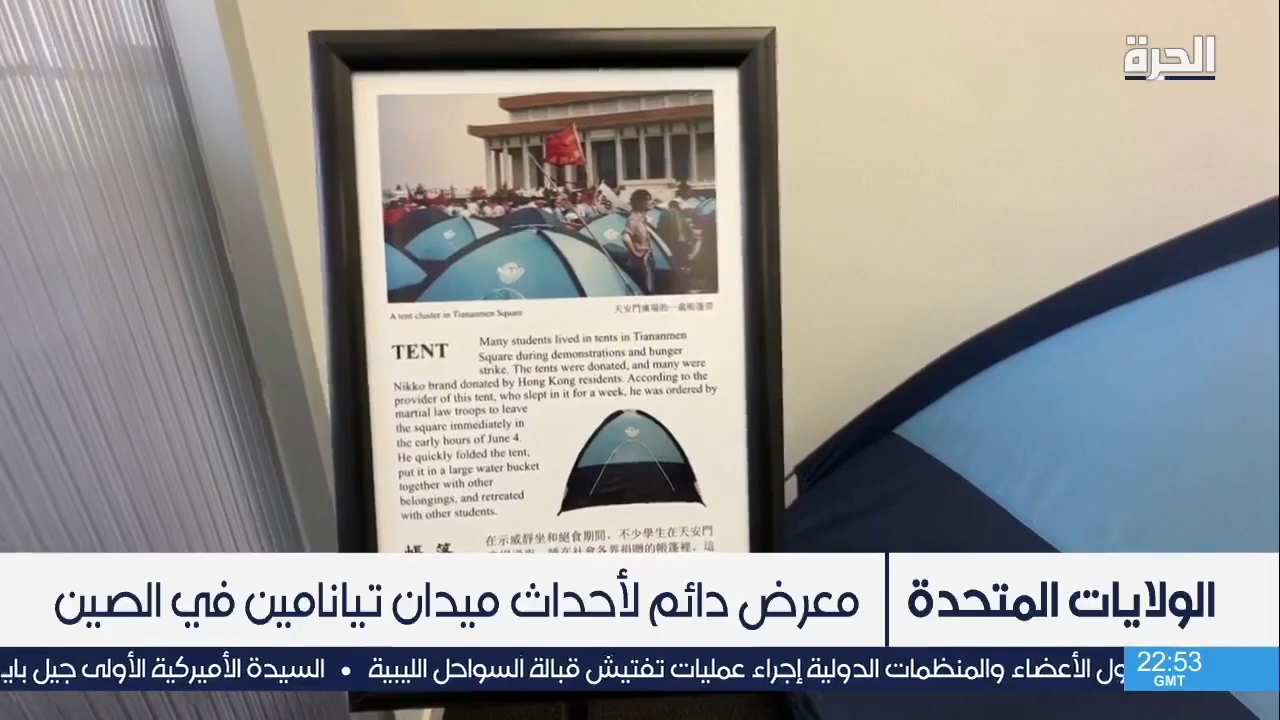 الحرة
A tent cluster in Tiananmen Square
天安門廣場的一處帳篷營
TENT
Many students lived in tents in Tiananmen
Square during demonstrations and hunger
strike. The tents were donated, and many were
Nikko brand donated by Hong Kong residents. According to the
provider of this tent, who slept in it for a week, he was ordered by
martial law troops to leave
the square immediately in
the early hours of June 4.
He quickly folded the tent,
put it in a large water bucket
together with other
belongings, and retreated
with other students.
帳篷
在示威靜坐和絕食期間，不少學生在天安門
الولايات المتحدة
معرض دائم لأحداث ميدان تيانامين في الصين
ول الأعضاء والمنظمات الدولية إجراء عمليات تفتيش قبالة السواحل الليبية • السيدة الأميركية الأولى جيل باي
22:53
GMT